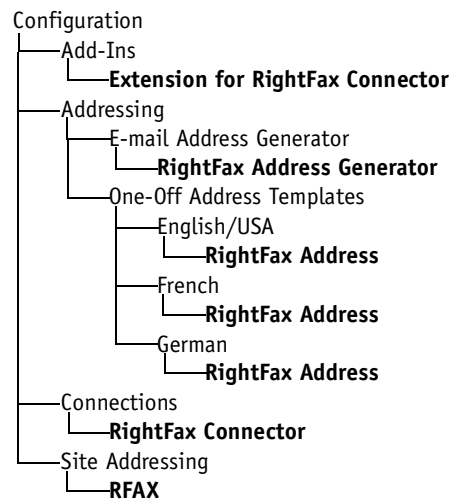 Configuration
Add-Ins
Extension for RightFax Connector
Addressing
E-mail Address Generator
RightFax Address Generator
One-Off Address Templates
English/USA
RightFax Address
French
RightFax Address
German
RightFax Address
Connections
RightFax Connector
Site Addressing
RFAX